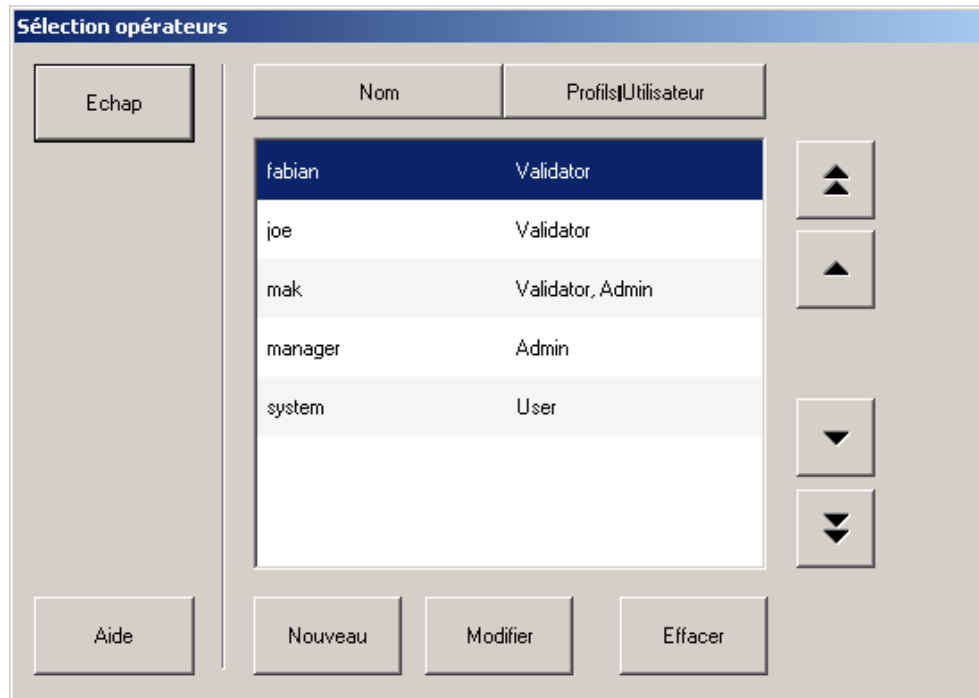 Sélection opérateurs
Echap
Nom Profils|Utilisateur
fabian Validator
joe Validator
mak Validator, Admin
manager Admin
system User
Aide Nouveau Modifier Effacer